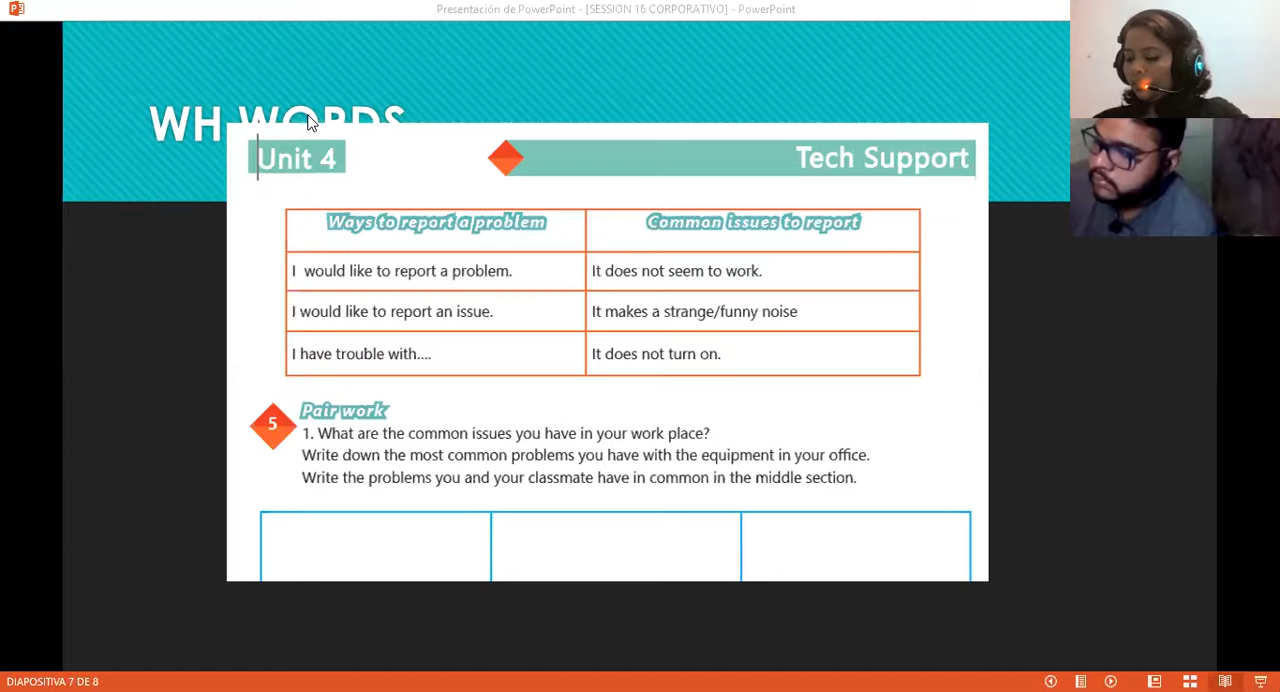 Presentación de PowerPoint - [SESSION 16 CORPORATIVO] - PowerPoint
WH WORDS
Unit 4
Tech Support
Ways to report a problem
Common issues to report
I would like to report a problem.
It does not seem to work.
I would like to report an issue.
It makes a strange/funny noise
I have trouble with....
It does not turn on.
5
Pair work
1. What are the common issues you have in your work place?
Write down the most common problems you have with the equipment in your office.
Write the problems you and your classmate have in common in the middle section.
DIAPOSITIVA 7 DE 8